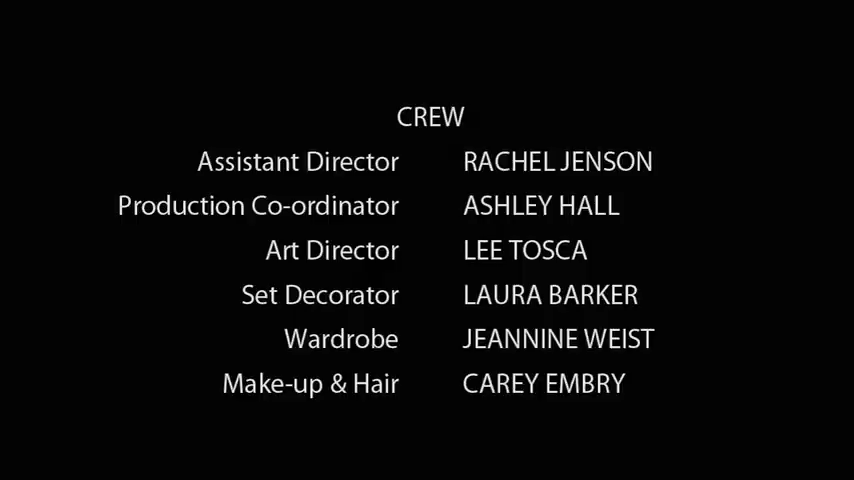 CREW
Assistant Director RACHEL JENSON
Production Co-ordinator ASHLEY HALL
Art Director LEE TOSCA
Set Decorator LAURA BARKER
Wardrobe JEANNINE WEIST
Make-up & Hair CAREY EMBRY